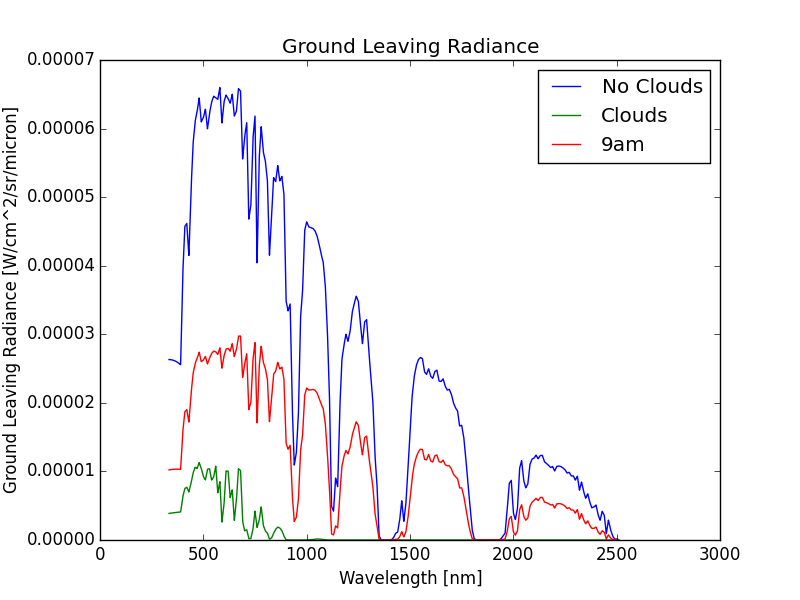 Ground Leaving Radiance
Ground Leaving Radiance [W/cm^2/sr/micron]
0.00007
0.00006
0.00005
0.00004
0.00003
0.00002
0.00001
0.00000
No Clouds
Clouds
9am
0 500 1000 1500 2000 2500 3000
Wavelength [nm]